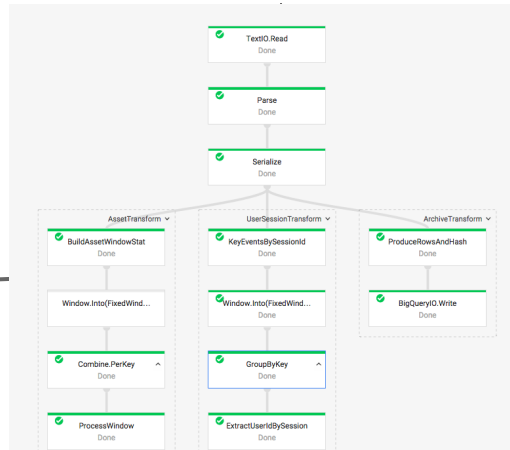 TextIO.Read
Done
Parse
Done
Serialize
Done
AssetTransform
UserSessionTransform
ArchiveTransform
BuildAssetWindowStat
Done
KeyEventsBySessionId
Done
ProduceRowsAndHash
Done
Window.Into(FixedWind...
Window.Into(FixedWind...
Done
BigQueryIO.Write
Done
Combine.PerKey
Done
GroupByKey
Done
ProcessWindow
Done
ExtractUserIdBySession
Done